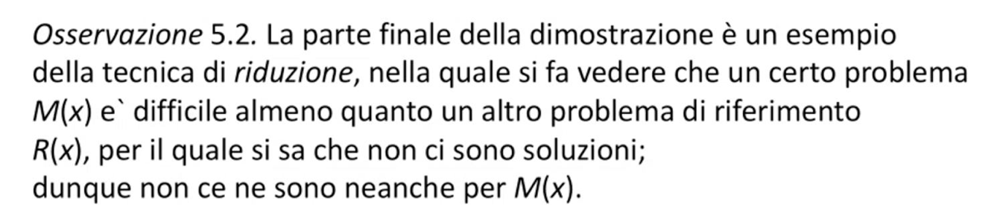 Osservazione 5.2. La parte finale della dimostrazione è un esempio
della tecnica di riduzione, nella quale si fa vedere che un certo problema
M(x) e` difficile almeno quanto un altro problema di riferimento
R(x), per il quale si sa che non ci sono soluzioni;
dunque non ce ne sono neanche per M(x).